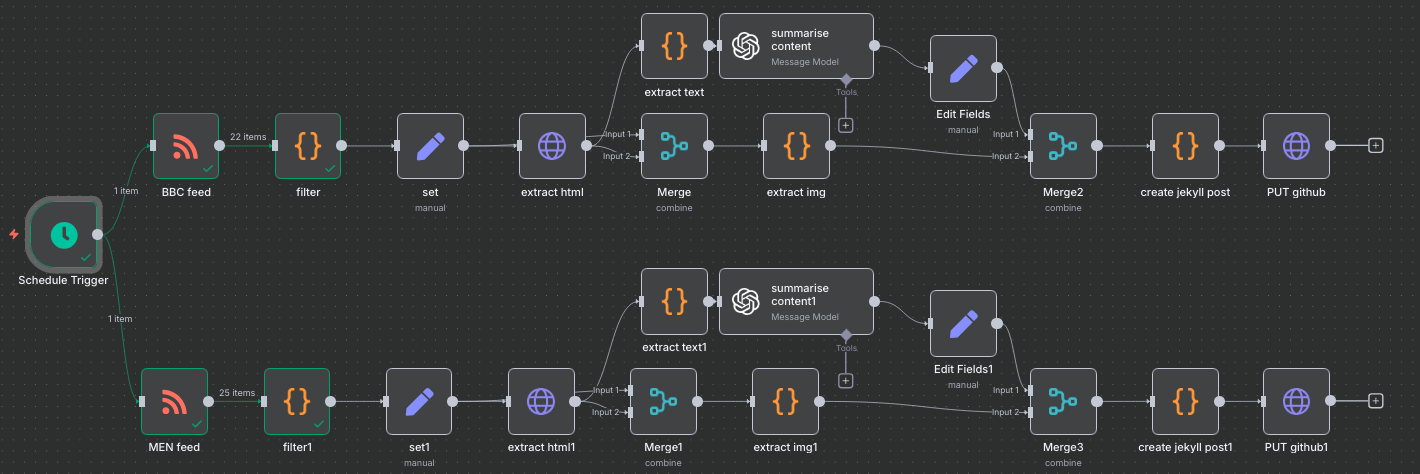 summarise
content
Message Model
Tools
extract text
Edit Fields
manual
22 items
Input 1
Input 2
Input 1
Input 2
1 item
BBC feed
filter
set
manual
extract html
Merge
combine
extract img
Merge2
combine
create jekyll post
PUT github
Schedule Trigger
1 item
summarise
content1
Message Model
Tools
extract text1
Edit Fields1
manual
25 items
Input 1
Input 2
Input 1
Input 2
MEN feed
filter1
set1
manual
extract html1
Merge1
combine
extract img1
Merge3
combine
create jekyll post1
PUT github1